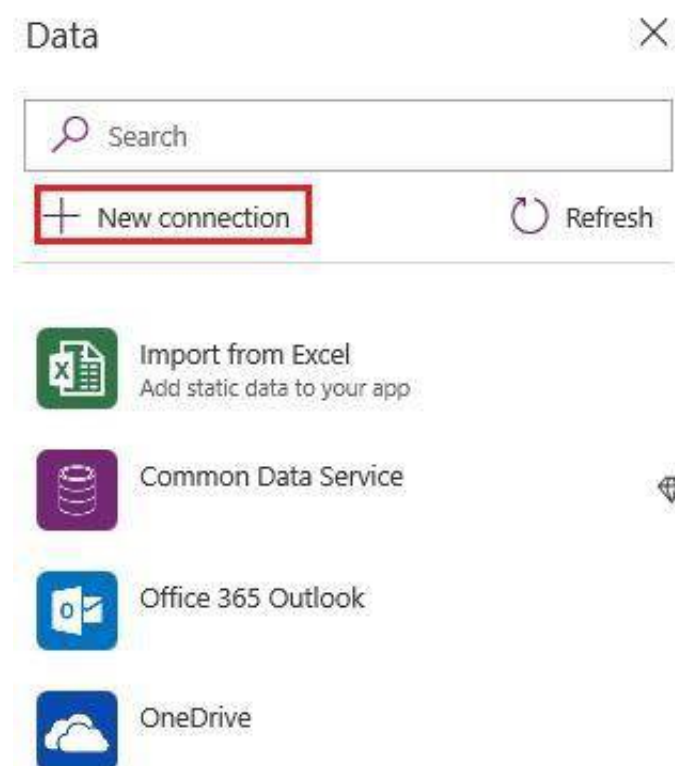 Data
Search
New connection
Refresh
Import from Excel
Add static data to your app
Common Data Service
Office 365 Outlook
OneDrive